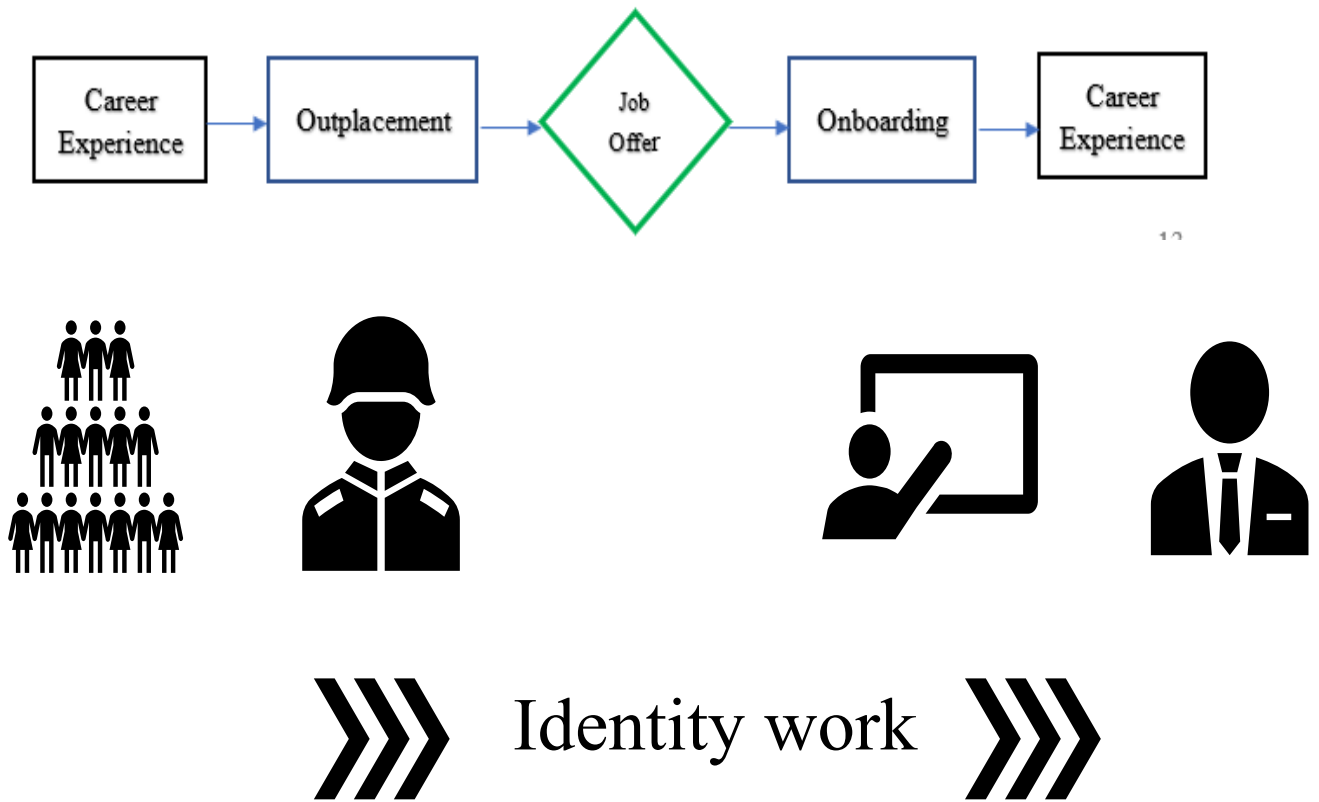 Career
Experience
Outplacement
Job
Offer
Onboarding
Career
Experience
Identity work